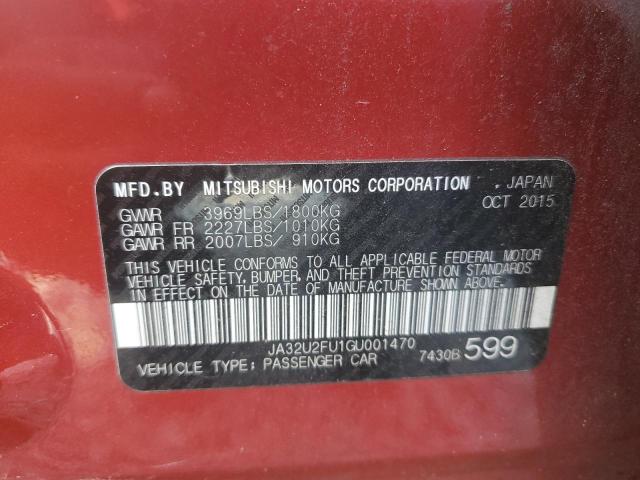 MFD.BY MITSUBISHI MOTORS CORPORATION , JAPAN
GVWR 3969LBS/1800KG OCT 2015
GAWR FR 2227LBS/1010KG
GAWR RR 2007LBS/ 910KG
THIS VEHICLE CONFORMS TO ALL APPLICABLE FEDERAL MOTOR
VEHICLE SAFETY, BUMPER, AND THEFT PREVENTION STANDARDS
IN EFFECT ON THE DATE OF MANUFACTURE SHOWN ABOVE.
JA32U2FU1GU001470
VEHICLE TYPE: PASSENGER CAR 7430B 599